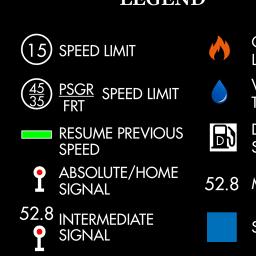 LEGEND
15 SPEED LIMIT
45
35
PSGR
FRT
SPEED LIMIT
RESUME PREVIOUS
SPEED
ABSOLUTE/HOME
SIGNAL
52.8 INTERMEDIATE
SIGNAL
D
52.8